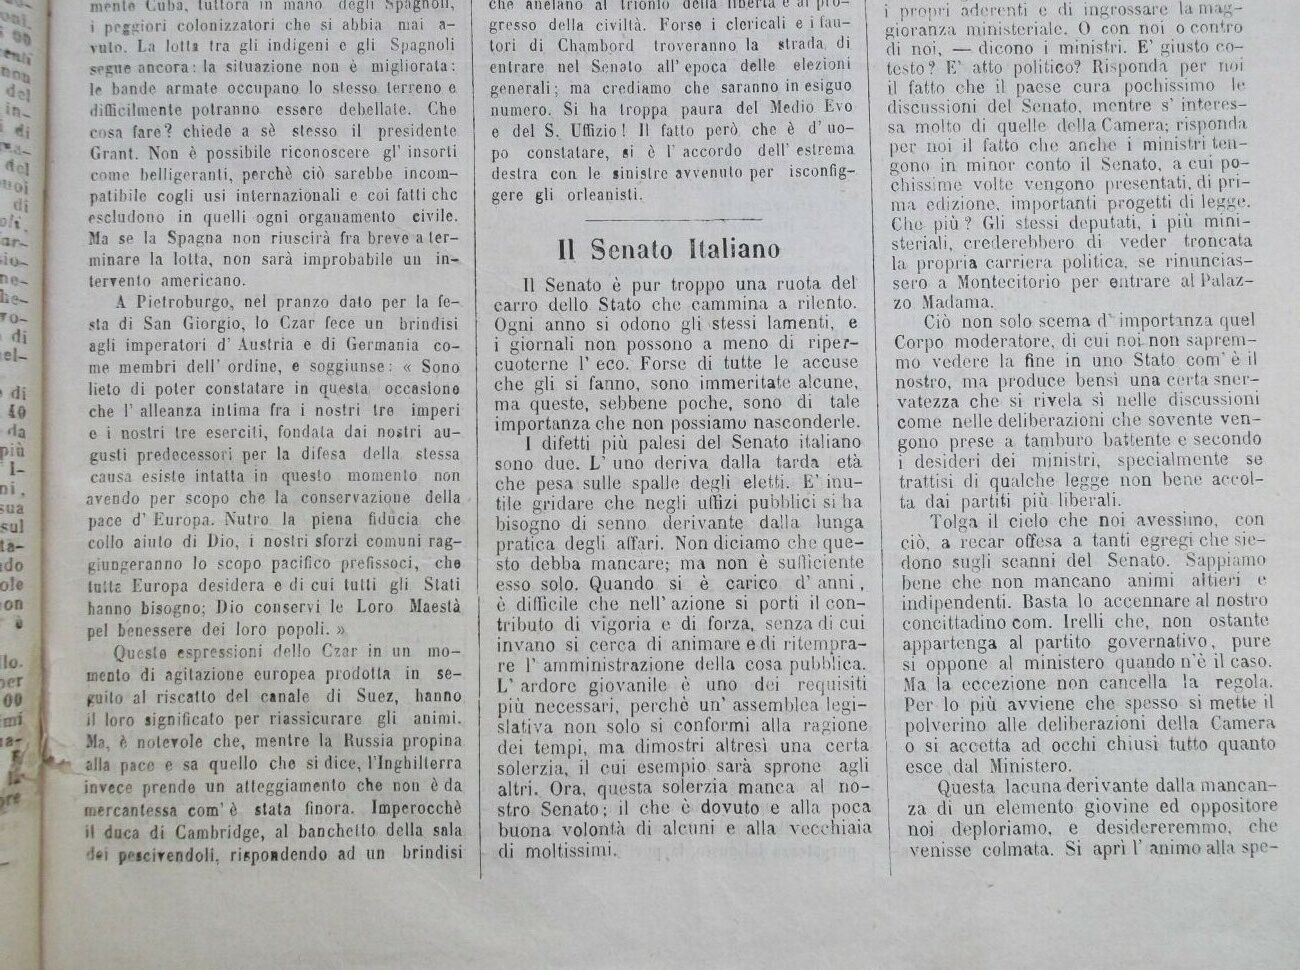 mente Cuba, tuttora in mano degli Spagnoli,
i peggiori colonizzatori che si abbia mai a-
vuto. La lotta tra gli indigeni e gli Spagnoli
segue ancora: la situazione non è migliorata:
le bande armate occupano lo stesso terreno e
difficilmente potranno essere debellate. Che
cosa fare? chiede a sè stesso il presidente
Grant. Non è possibile riconoscere gl' insorti
come belligeranti, perchè ciò sarebbe incom-
patibile cogli usi internazionali e coi fatti che
escludono in quelli ogni organamento civile.
Ma se la Spagna non riuscirà fra breve a ter-
minare la lotta, non sarà improbabile un in-
tervento americano.
A Pietroburgo, nel pranzo dato per la fe-
sta di San Giorgio, lo Czar fece un brindisi
agli imperatori d' Austria e di Germania co-
me membri dell' ordine, e soggiunse: « Sono
lieto di poter constatare in questa occasione
che l' alleanza intima fra i nostri tre imperi
e i nostri tre eserciti, fondata dai nostri au-
gusti predecessori per la difesa della stessa
causa esiste intatta in questo momento non
avendo per scopo che la conservazione della
pace d' Europa. Nutro la piena fiducia che
collo aiuto di Dio, i nostri sforzi comuni rag-
giungeranno lo scopo pacifico prefissoci, che
tutta Europa desidera e di cui tutti gli Stati
hanno bisogno; Dio conservi le Loro Maestà
pel benessere dei loro popoli. »
Queste espressioni dello Czar in un mo-
mento di agitazione europea prodotta in se-
guito al riscatto del canale di Suez, hanno
il loro significato per riassicurare gli animi.
Ma, è notevole che, mentre la Russia propina
alla pace e sa quello che si dice, l'Inghilterra
invece prende un atteggiamento che non è da
mercantessa com' è stata finora. Imperocchè
il duca di Cambridge, al banchetto della sala
dei pescivendoli, rispondendo ad un brindisi
che anelano al trionfo della libertà e al pro-
gresso della civiltà. Forse i clericali e i fau-
tori di Chambord troveranno la strada di
entrare nel Senato all' epoca delle elezioni
generali; ma crediamo che saranno in esiguo
numero. Si ha troppa paura del Medio Evo
e del S. Uffizio! Il fatto però che è d' uo-
po constatare, si è l' accordo dell' estrema
destra con le sinistre avvenuto per isconfig-
gere gli orleanisti.
Il Senato Italiano
Il Senato è pur troppo una ruota del
carro dello Stato che cammina a rilento.
Ogni anno si odono gli stessi lamenti, e
i giornali non possono a meno di riper-
cuoterne l' eco. Forse di tutte le accuse
che gli si fanno, sono immeritate alcune,
ma queste, sebbene poche, sono di tale
importanza che non possiamo nasconderle.
I difetti più palesi del Senato italiano
sono due. L' uno deriva dalla tarda età
che pesa sulle spalle degli eletti. E' inu-
tile gridare che negli uffizi pubblici si ha
bisogno di senno derivante dalla lunga
pratica degli affari. Non diciamo che que-
sto debba mancare; ma non è sufficiente
esso solo. Quando si è carico d' anni,
è difficile che nell' azione si porti il con-
tributo di vigoria e di forza, senza di cui
invano si cerca di animare e di ritempra-
re l' amministrazione della cosa pubblica.
L' ardore giovanile è uno dei requisiti
più necessari, perchè un' assemblea legi-
slativa non solo si conformi alla ragione
dei tempi, ma dimostri altresì una certa
solerzia, il cui esempio sarà sprone agli
altri. Ora, questa solerzia manca al no-
stro Senato; il che è dovuto e alla poca
buona volontà di alcuni e alla vecchiaia
di moltissimi.
i propri aderenti e di ingrossare la mag-
gioranza ministeriale. O con noi o contro
di noi, — dicono i ministri. E' giusto co-
testo? E' atto politico? Risponda per noi
il fatto che il paese cura pochissimo le
discussioni del Senato, mentre s' interes-
sa molto di quelle della Camera; risponda
per noi il fatto che anche i ministri ten-
gono in minor conto il Senato, a cui po-
chissime volte vengono presentati, di pri-
ma edizione, importanti progetti di legge.
Che più? Gli stessi deputati, i più mini-
steriali, crederebbero di veder troncata
la propria carriera politica, se rinuncias-
sero a Montecitorio per entrare al Palaz-
zo Madama.
Ciò non solo scema d' importanza quel
Corpo moderatore, di cui noi non saprem-
mo vedere la fine in uno Stato com' è il
nostro, ma produce bensì una certa sner-
vatezza che si rivela sì nelle discussioni
come nelle deliberazioni che sovente ven-
gono prese a tamburo battente e secondo
i desideri dei ministri, specialmente se
trattisi di qualche legge non bene accol-
ta dai partiti più liberali.
Tolga il cielo che noi avessimo, con
ciò, a recar offesa a tanti egregi che sie-
dono sugli scanni del Senato. Sappiamo
bene che non mancano animi altieri e
indipendenti. Basta lo accennare al nostro
concittadino com. Irelli che, non ostante
appartenga al partito governativo, pure
si oppone al ministero quando n'è il caso.
Ma la eccezione non cancella la regola.
Per lo più avviene che spesso si mette il
polverino alle deliberazioni della Camera
o si accetta ad occhi chiusi tutto quanto
esce dal Ministero.
Questa lacuna derivante dalla mancan-
za di un elemento giovine ed oppositore
noi deploriamo, e desidereremmo, che
venisse colmata. Si aprì l' animo alla spe-